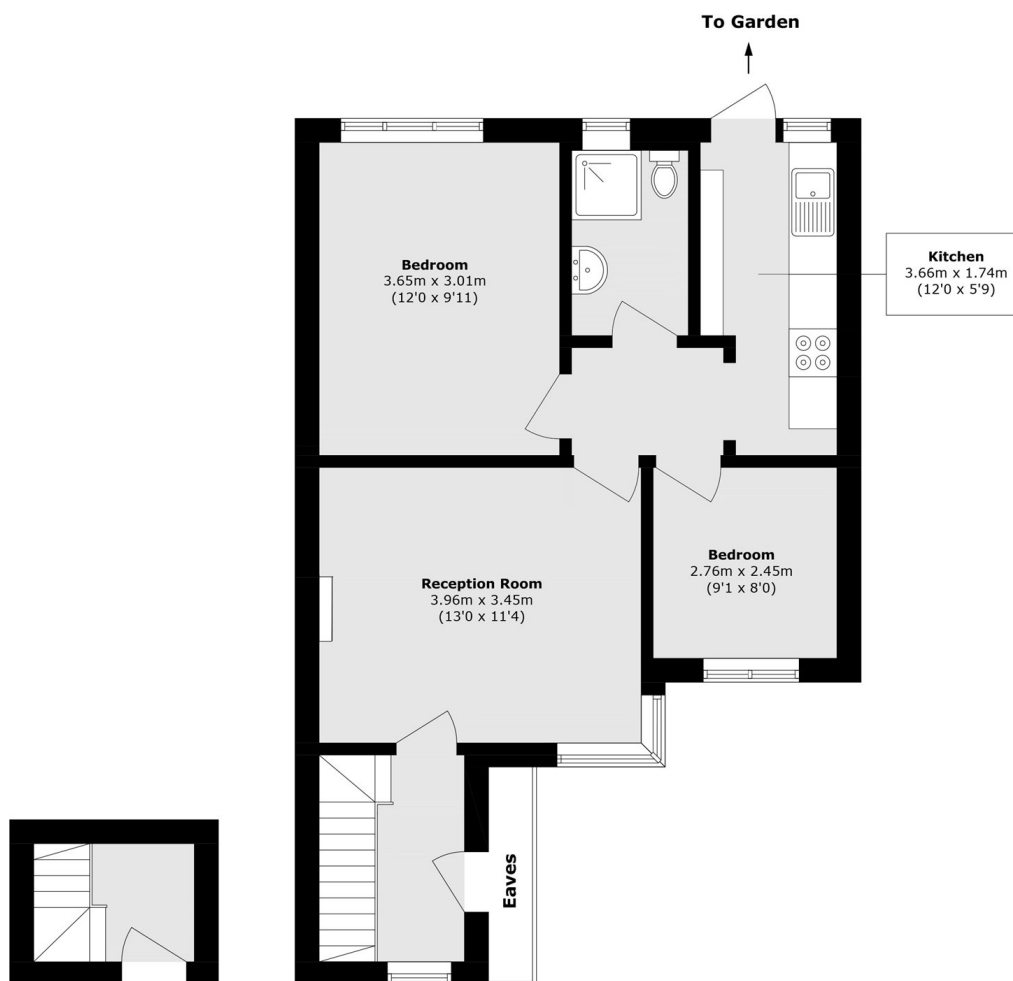 To Garden
Kitchen
3.66m x 1.74m
(12'0 x 5'9)
Bedroom
3.65m x 3.01m
(12'0 x 9'11)
Bedroom
2.76m x 2.45m
(9'1 x 8'0)
Reception Room
3.96m x 3.45m
(13'0 x 11'4)
Eaves